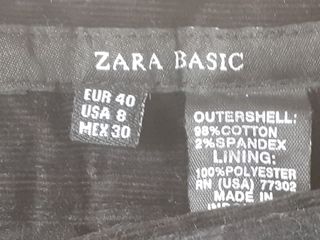 ZARA BASIC
EUR 40
USA 8
MEX 30
OUTERSHELL:
98% COTTON
2% SPANDEX
LINING:
100% POLYESTER
RN (USA) 77302
MADE IN